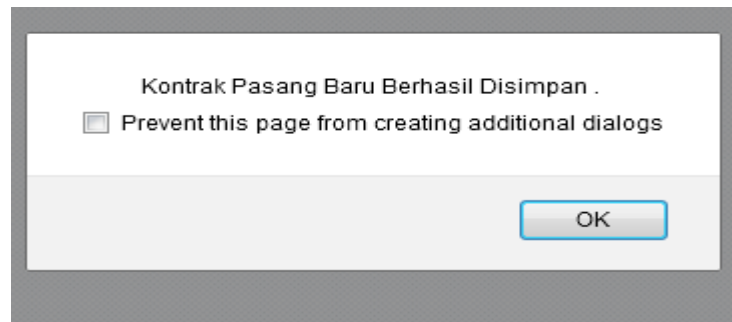 Kontrak Pasang Baru Berhasil Disimpan .
Prevent this page from creating additional dialogs
OK